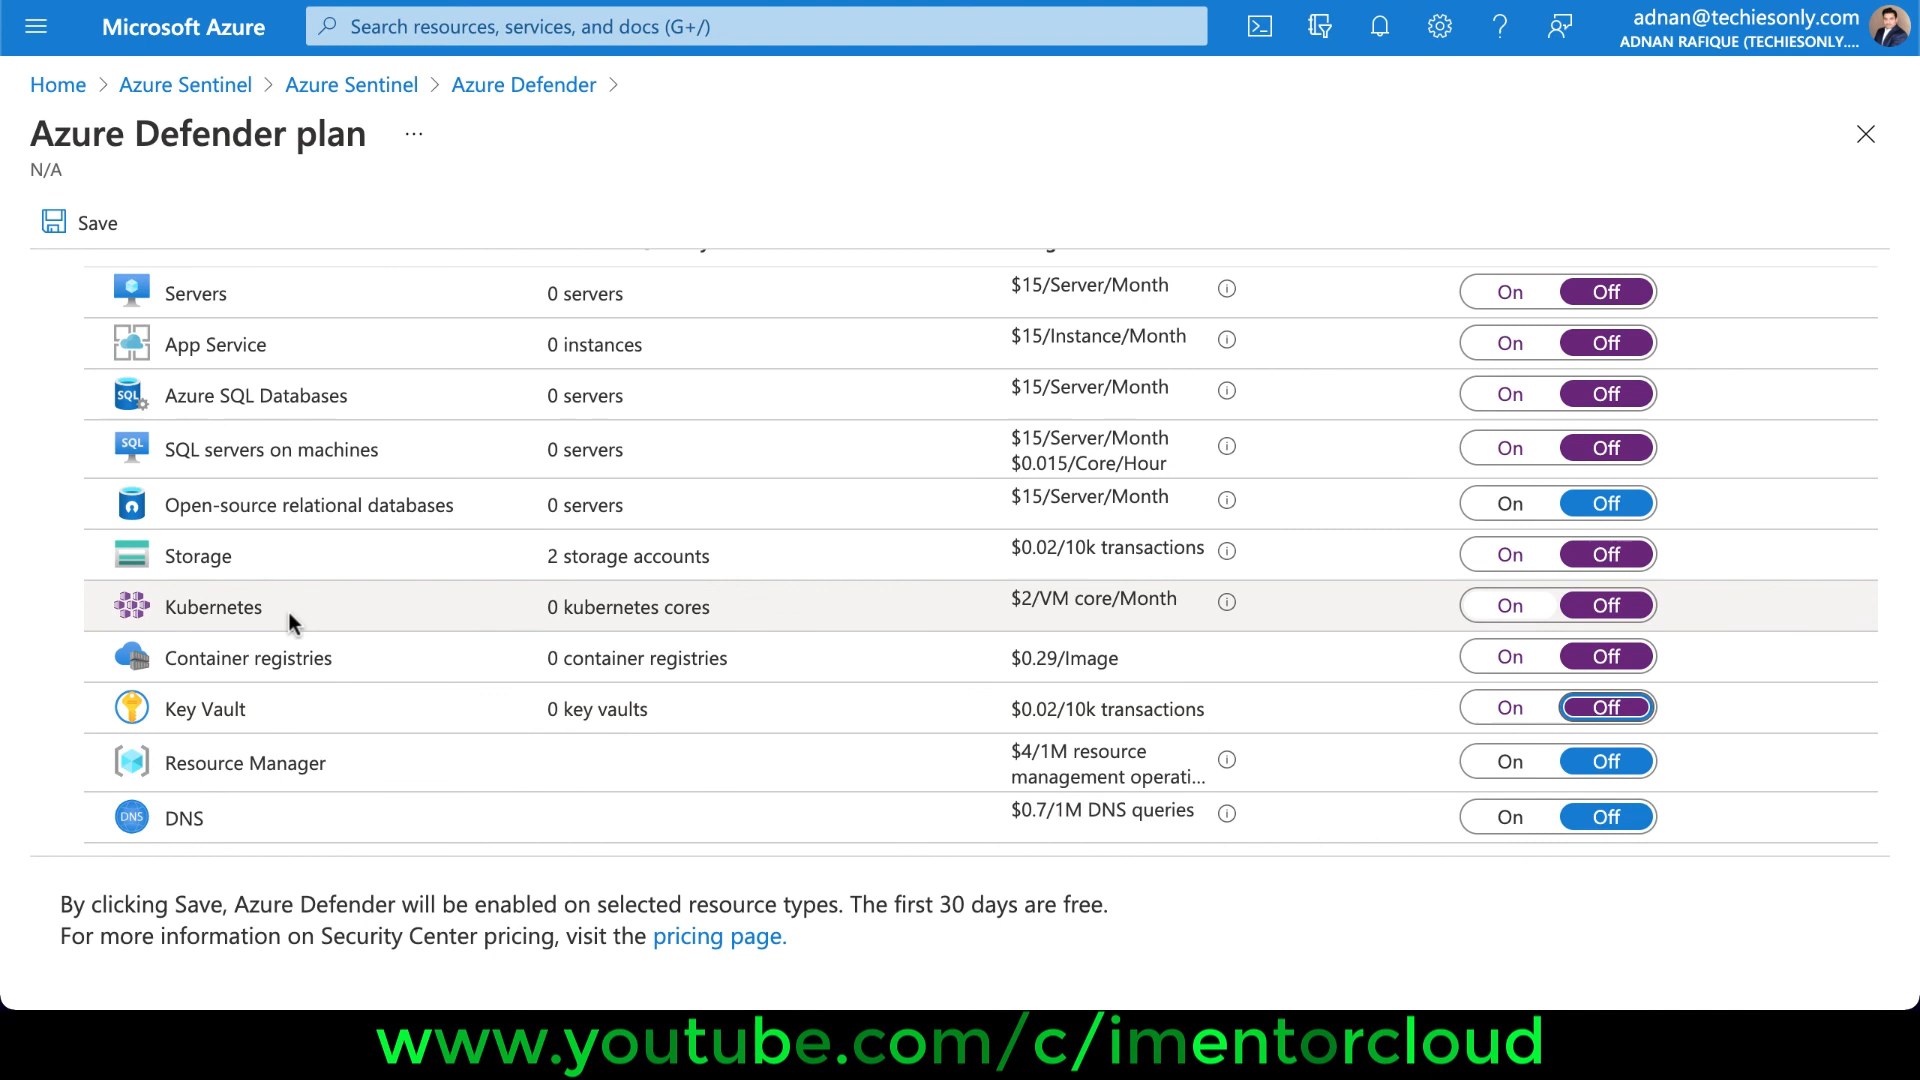 Microsoft Azure
Search resources, services, and docs (G+/)
adnan@techiesonly.com
ADNAN RAFIQUE (TECHIESONLY....
Home > Azure Sentinel > Azure Sentinel > Azure Defender >
Azure Defender plan ...
N/A
Save
Servers 0 servers $15/Server/Month On Off
App Service 0 instances $15/Instance/Month On Off
SQL Azure SQL Databases 0 servers $15/Server/Month On Off
SQL SQL servers on machines 0 servers $15/Server/Month On Off
$0.015/Core/Hour
Open-source relational databases 0 servers $15/Server/Month On Off
Storage 2 storage accounts $0.02/10k transactions On Off
Kubernetes 0 kubernetes cores $2/VM core/Month On Off
Container registries 0 container registries $0.29/Image On Off
Key Vault 0 key vaults $0.02/10k transactions On Off
Resource Manager $4/1M resource On Off
management operati...
DNS DNS $0.7/1M DNS queries On Off
By clicking Save, Azure Defender will be enabled on selected resource types. The first 30 days are free.
For more information on Security Center pricing, visit the pricing page.
www.youtube.com/c/imentorcloud